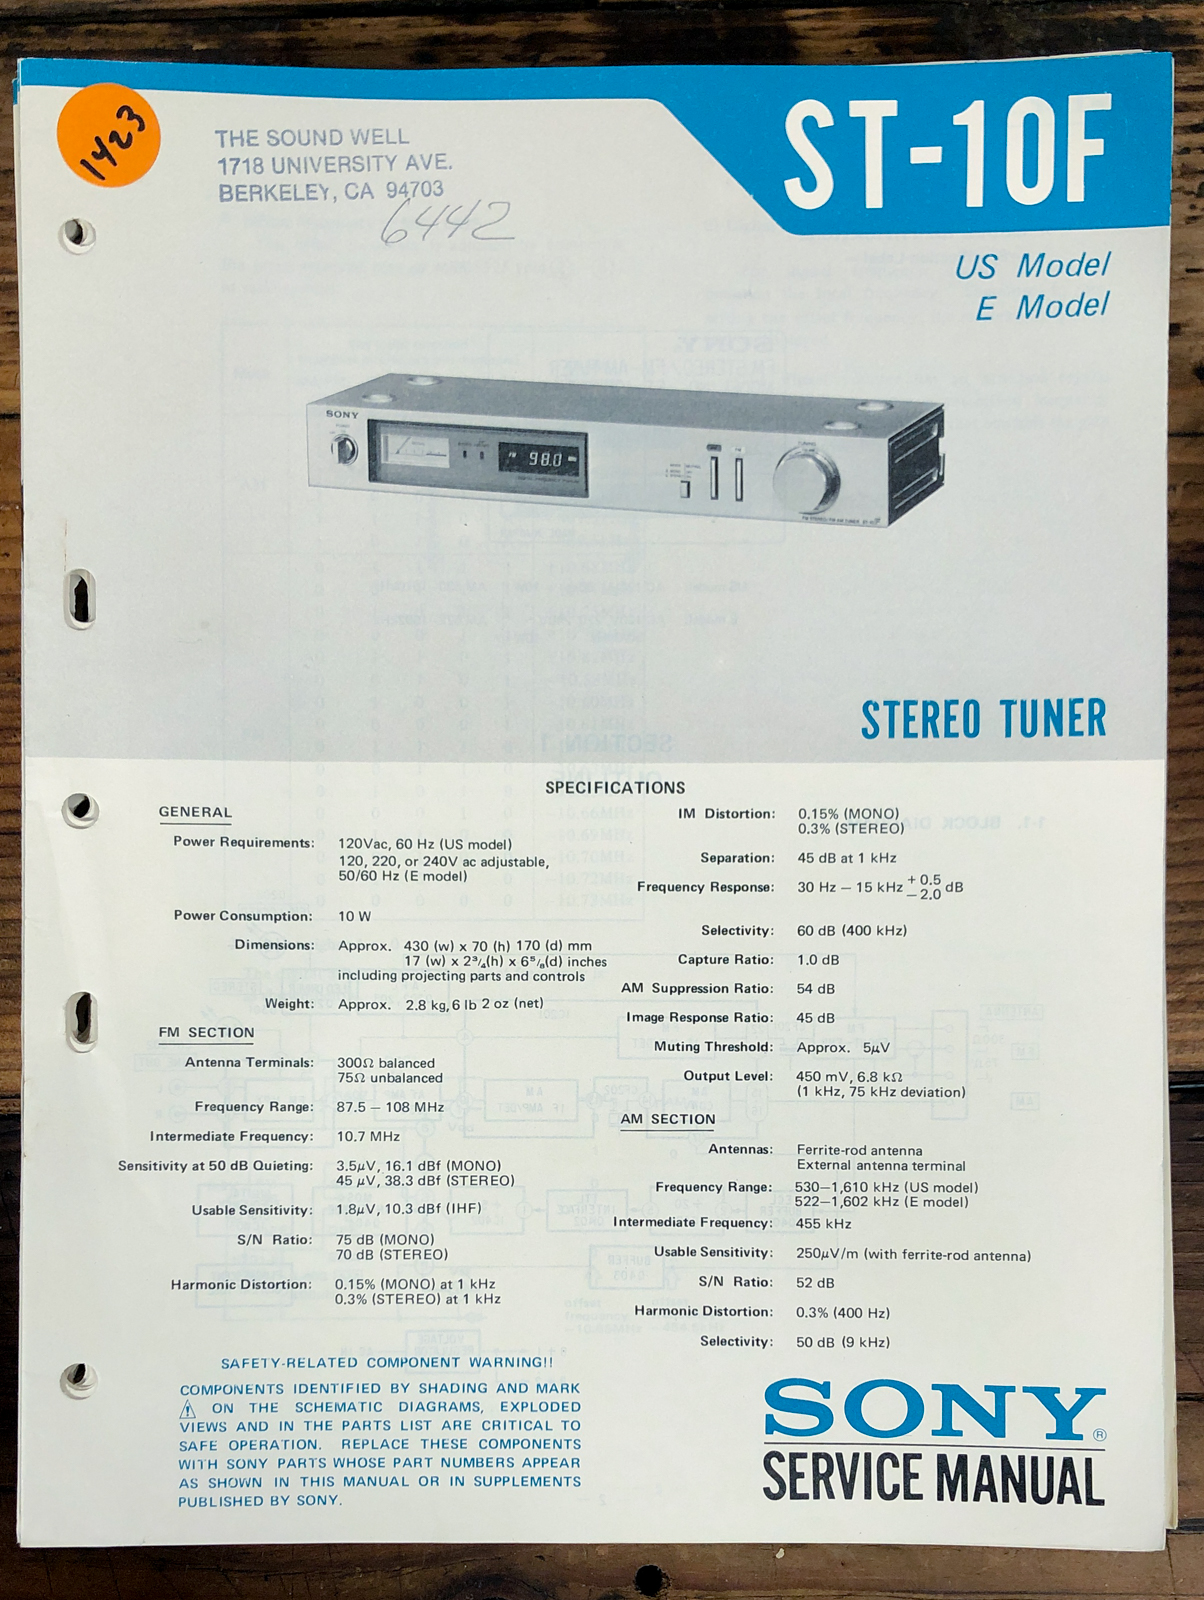 1423
THE SOUND WELL
1718 UNIVERSITY AVE.
BERKELEY, CA 94703
6442
ST-10F
US Model
E Model
SONY
98.0
STEREO TUNER
SPECIFICATIONS
GENERAL
Power Requirements: 120Vac, 60 Hz (US model)
120, 220, or 240V ac adjustable,
50/60 Hz (E model)
Power Consumption: 10 W
Dimensions: Approx. 430 (w) x 70 (h) 170 (d) mm
17 (w) x 2³/₄(h) x 6⁵/₈(d) inches
including projecting parts and controls
Weight: Approx. 2.8 kg, 6 lb 2 oz (net)
FM SECTION
Antenna Terminals: 300Ω balanced
75Ω unbalanced
Frequency Range: 87.5 – 108 MHz
Intermediate Frequency: 10.7 MHz
Sensitivity at 50 dB Quieting: 3.5μV, 16.1 dBf (MONO)
45 μV, 38.3 dBf (STEREO)
Usable Sensitivity: 1.8μV, 10.3 dBf (IHF)
S/N Ratio: 75 dB (MONO)
70 dB (STEREO)
Harmonic Distortion: 0.15% (MONO) at 1 kHz
0.3% (STEREO) at 1 kHz
IM Distortion: 0.15% (MONO)
0.3% (STEREO)
Separation: 45 dB at 1 kHz
Frequency Response: 30 Hz – 15 kHz +0.5 −2.0 dB
Selectivity: 60 dB (400 kHz)
Capture Ratio: 1.0 dB
AM Suppression Ratio: 54 dB
Image Response Ratio: 45 dB
Muting Threshold: Approx. 5μV
Output Level: 450 mV, 6.8 kΩ
(1 kHz, 75 kHz deviation)
AM SECTION
Antennas: Ferrite-rod antenna
External antenna terminal
Frequency Range: 530–1,610 kHz (US model)
522–1,602 kHz (E model)
Intermediate Frequency: 455 kHz
Usable Sensitivity: 250μV/m (with ferrite-rod antenna)
S/N Ratio: 52 dB
Harmonic Distortion: 0.3% (400 Hz)
Selectivity: 50 dB (9 kHz)
SAFETY-RELATED COMPONENT WARNING!!
COMPONENTS IDENTIFIED BY SHADING AND MARK
⚠ ON THE SCHEMATIC DIAGRAMS, EXPLODED
VIEWS AND IN THE PARTS LIST ARE CRITICAL TO
SAFE OPERATION. REPLACE THESE COMPONENTS
WITH SONY PARTS WHOSE PART NUMBERS APPEAR
AS SHOWN IN THIS MANUAL OR IN SUPPLEMENTS
PUBLISHED BY SONY.
SONY®
SERVICE MANUAL